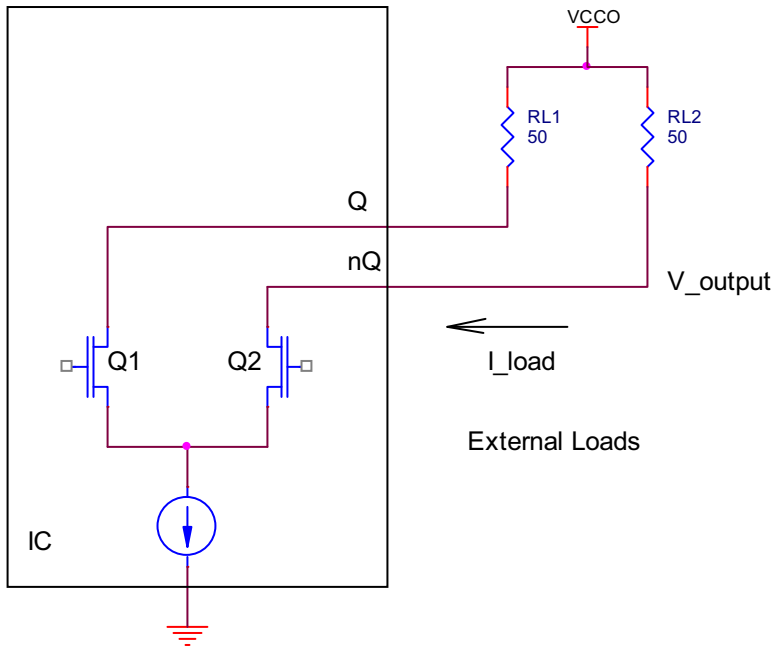 VCCO
RL1
50
RL2
50
Q
nQ
V_output
Q1
Q2
I_load
External Loads
IC